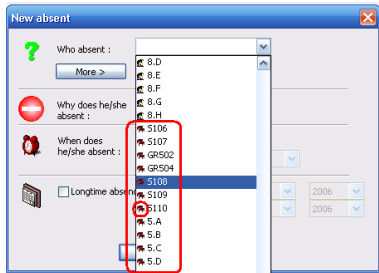 New absent
Who absent :
More >
8.D
8.E
8.F
8.G
8.H
Why does he/she
absent :
S106
S107
When does
he/she absent :
GR502
GR504
S108
Longtime absen
S109
2006
S110
2006
5.A
5.B
5.C
5.D